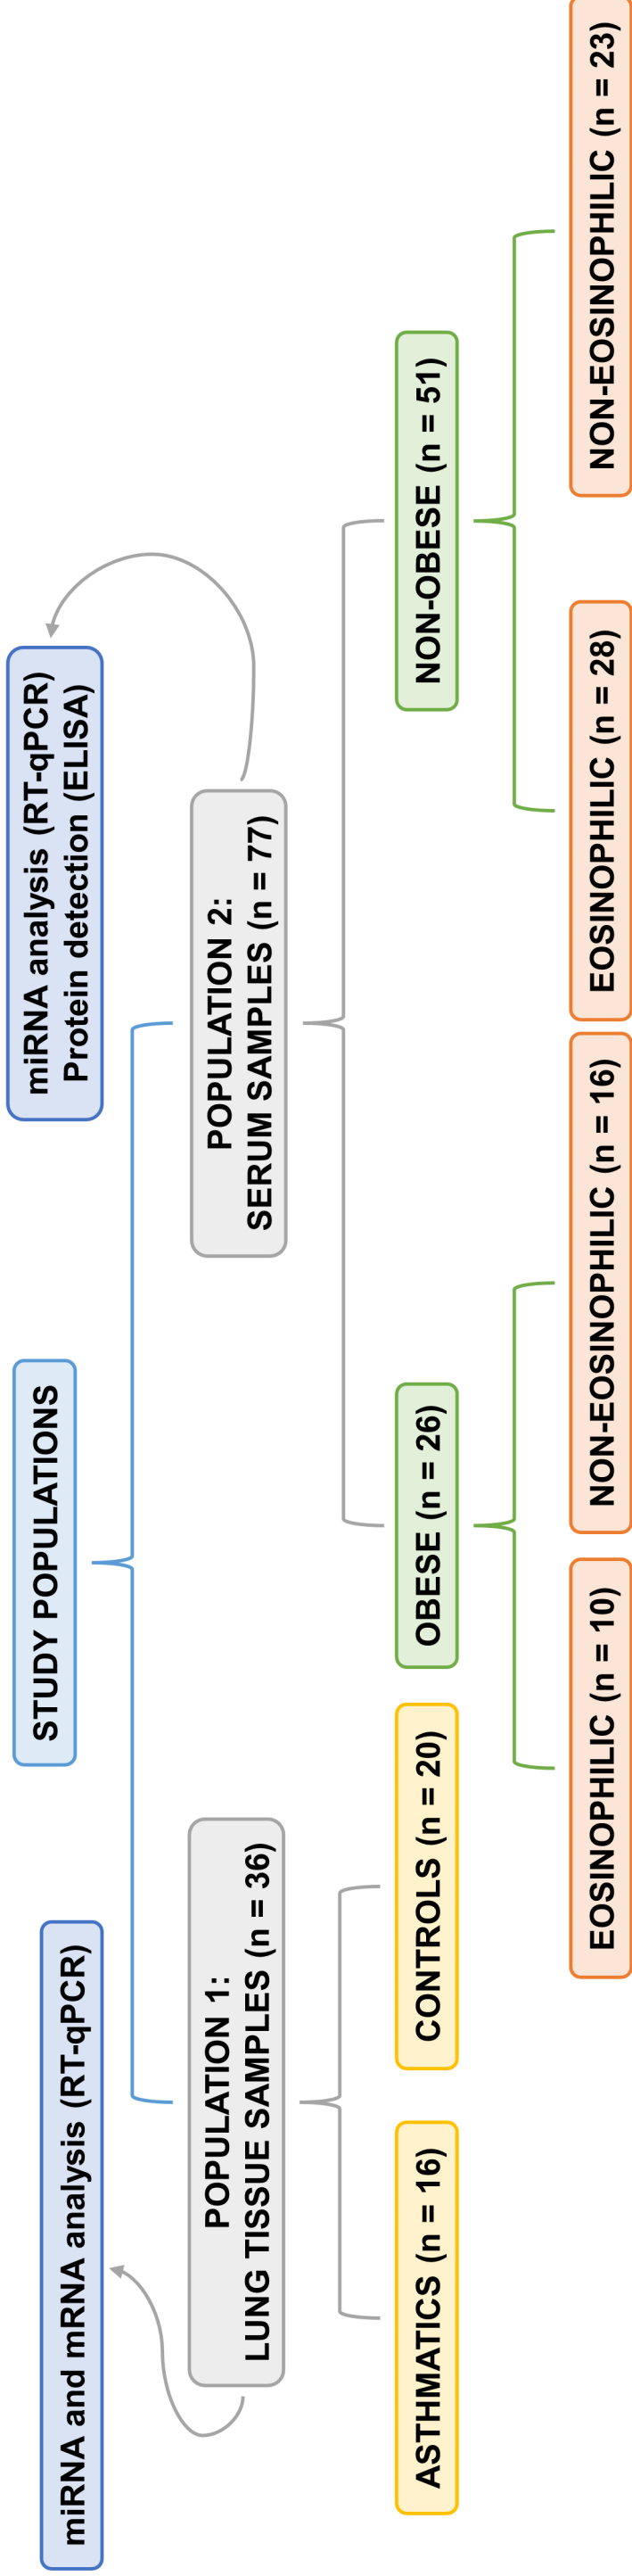 STUDY POPULATIONS
miRNA and mRNA analysis (RT-qPCR)
miRNA analysis (RT-qPCR)
Protein detection (ELISA)
POPULATION 1:
LUNG TISSUE SAMPLES (n = 36)
POPULATION 2:
SERUM SAMPLES (n = 77)
ASTHMATICS (n = 16)
CONTROLS (n = 20)
OBESE (n = 26)
NON-OBESE (n = 51)
EOSINOPHILIC (n = 10)
NON-EOSINOPHILIC (n = 16)
EOSINOPHILIC (n = 28)
NON-EOSINOPHILIC (n = 23)